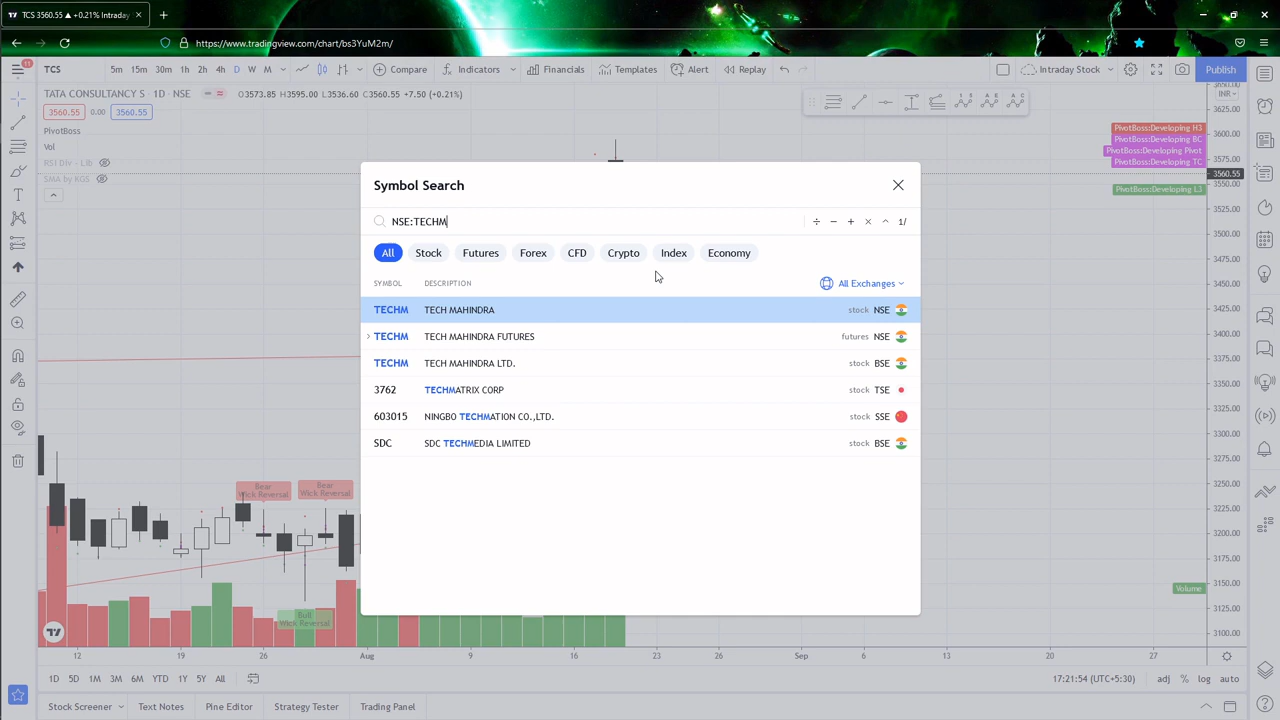 TCS 3560.55 ▲ +0.21% Intraday
https://www.tradingview.com/chart/bs3YuM2m/
11
TCS 5m 15m 30m 1h 2h 4h D W M Compare Indicators Financials Templates Alert Replay Intraday Stock Publish
TATA CONSULTANCY S 1D NSE O3573.85 H3595.00 L3536.60 C3560.55 +7.50 (+0.21%)
INR
3560.55 0.00 3560.55
PivotBoss
Vol
RSI Div - Lib
SMA by KGS
Symbol Search
NSE:TECHM
÷ − + × 1/
All Stock Futures Forex CFD Crypto Index Economy
SYMBOL DESCRIPTION All Exchanges
TECHM TECH MAHINDRA stock NSE
TECHM TECH MAHINDRA FUTURES futures NSE
TECHM TECH MAHINDRA LTD. stock BSE
3762 TECHMATRIX CORP stock TSE
603015 NINGBO TECHMATION CO.,LTD. stock SSE
SDC SDC TECHMEDIA LIMITED stock BSE
Bear
Wick Reversal
Bear
Wick Reversal
Bull
Wick Reversal
3625.00
PivotBoss:Developing H3
3600.00
PivotBoss:Developing BC
PivotBoss:Developing Pivot
PivotBoss:Developing TC
3575.00
3560.55
3550.00
PivotBoss:Developing L3
3525.00
3500.00
3475.00
3450.00
3425.00
3400.00
3375.00
3350.00
3325.00
3300.00
3275.00
3250.00
3225.00
3200.00
3175.00
Volume
3150.00
3125.00
3100.00
12 19 26 Aug 9 16 23 26 Sep 6 13 20 27
1D 5D 1M 3M 6M YTD 1Y 5Y All 17:21:54 (UTC+5:30) adj % log auto
Stock Screener Text Notes Pine Editor Strategy Tester Trading Panel